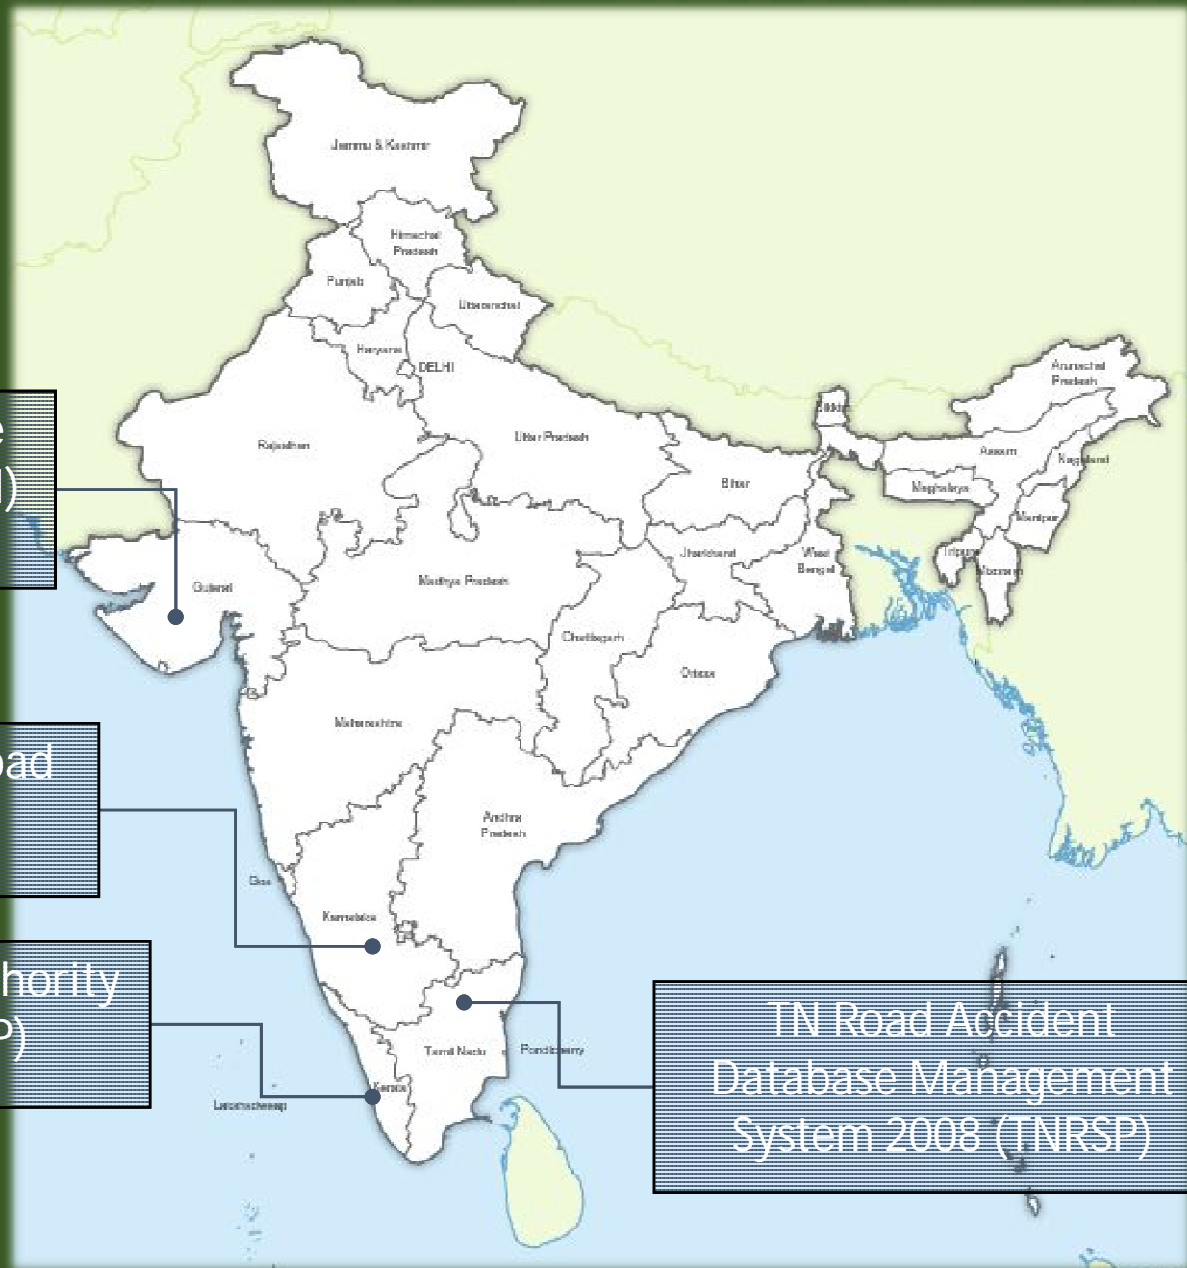 Jammu & Kashmir
Himachal
Pradesh
Punjab
Uttaranchal
Haryana
DELHI
Arunachal
Pradesh
Sikkim
Rajasthan
Uttar Pradesh
Assam
Nagaland
Bihar
Meghalaya
Manipur
Jharkhand
West
Bengal
Tripura
Mizoram
Gujarat
Madhya Pradesh
Chattisgarh
Orissa
Maharashtra
oad
Andhra
Pradesh
Goa
Karnataka
hority
P)
TN Road Accident
Database Management
System 2008 (TNRSP)
Tamil Nadu
Pondicherry
Kerala
Lakshadweep